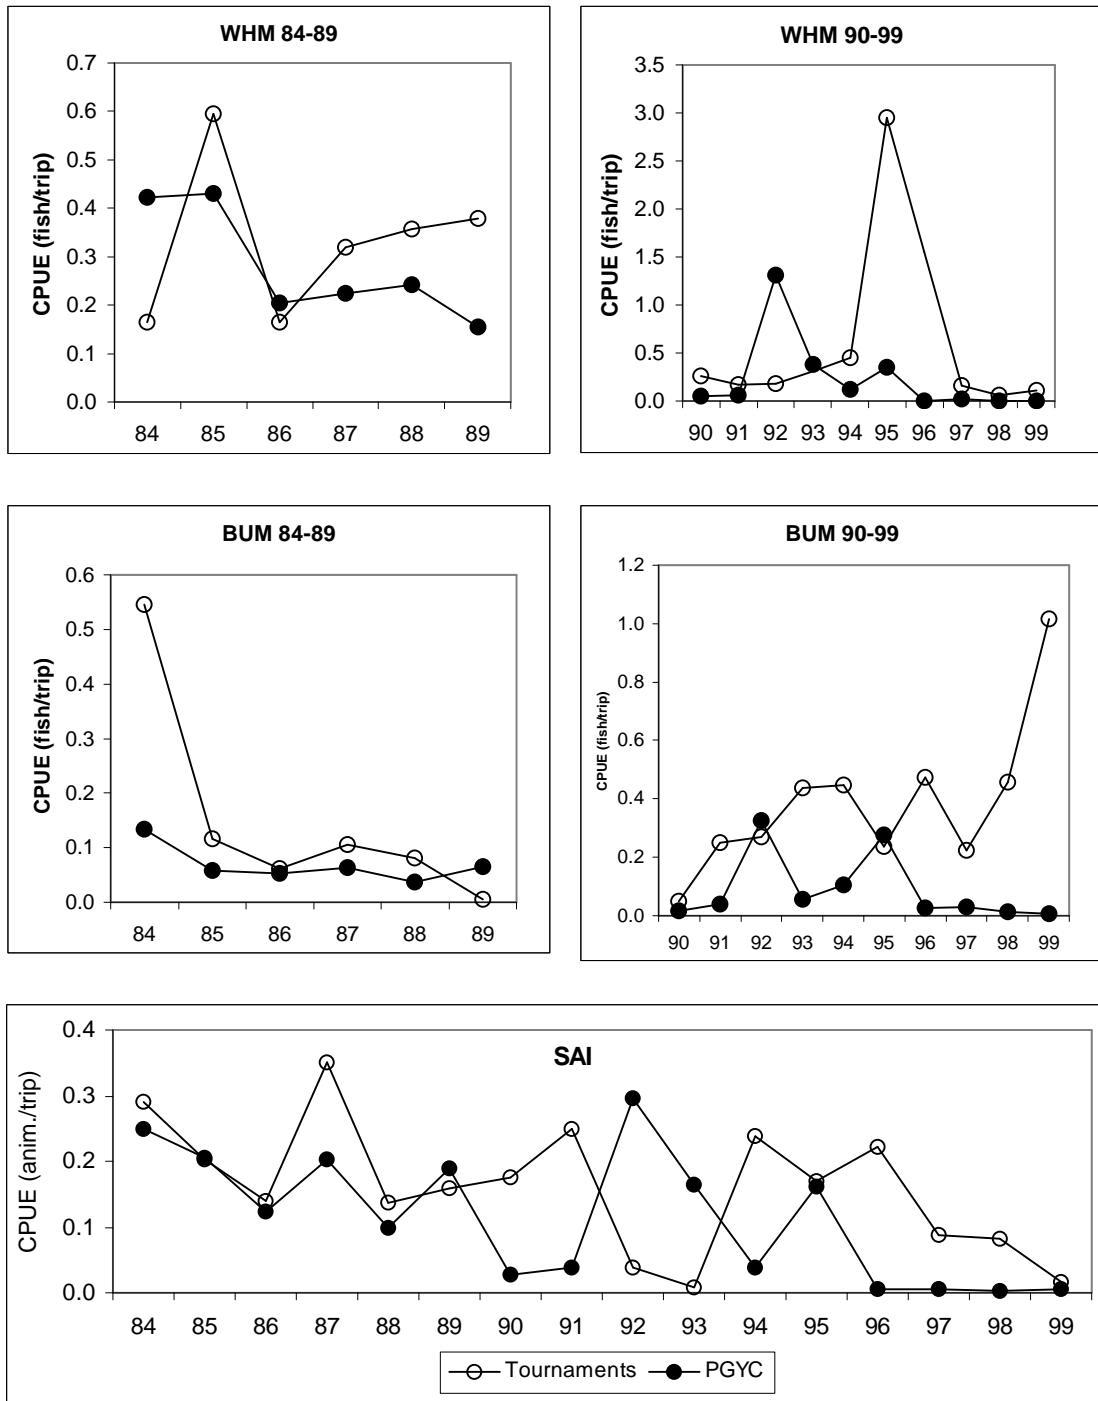 WHM 84-89
CPUE (fish/trip)
0.7
0.6
0.5
0.4
0.3
0.2
0.1
0.0
84 85 86 87 88 89
WHM 90-99
CPUE (fish/trip)
3.5
3.0
2.5
2.0
1.5
1.0
0.5
0.0
90 91 92 93 94 95 96 97 98 99
BUM 84-89
CPUE (fish/trip)
0.6
0.5
0.4
0.3
0.2
0.1
0.0
84 85 86 87 88 89
BUM 90-99
CPUE (fish/trip)
1.2
1.0
0.8
0.6
0.4
0.2
0.0
90 91 92 93 94 95 96 97 98 99
SAI
CPUE (anim./trip)
0.4
0.3
0.2
0.1
0.0
84 85 86 87 88 89 90 91 92 93 94 95 96 97 98 99
Tournaments PGYC